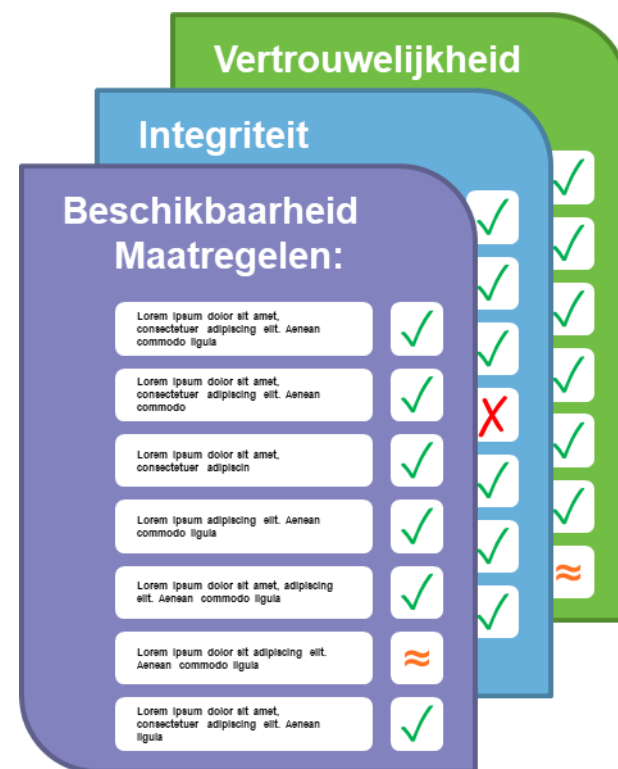 Vertrouwelijkheid
Integriteit
Beschikbaarheid
Maatregelen:
Lorem ipsum dolor sit amet,
consectetuer adipiscing elit. Aenean
commodo ligula
Lorem ipsum dolor sit amet,
consectetuer adipiscing elit. Aenean
commodo
Lorem ipsum dolor sit amet,
consectetuer adipiscin
Lorem ipsum adipiscing elit. Aenean
commodo ligula
Lorem ipsum dolor sit amet, adipiscing
elit. Aenean commodo ligula
Lorem ipsum dolor sit adipiscing elit.
Aenean commodo ligula
Lorem ipsum dolor sit amet,
consectetuer adipiscing elit. Aenean
ligula